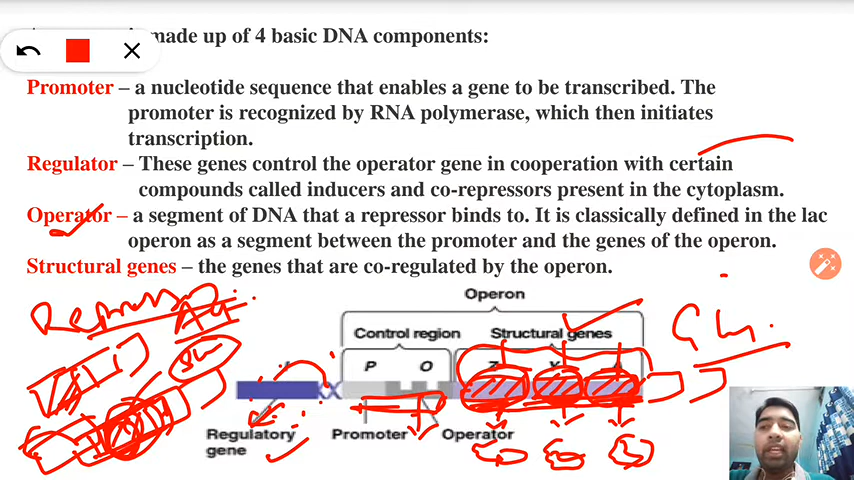 made up of 4 basic DNA components:
Promoter – a nucleotide sequence that enables a gene to be transcribed. The
promoter is recognized by RNA polymerase, which then initiates
transcription.
Regulator – These genes control the operator gene in cooperation with certain
compounds called inducers and co-repressors present in the cytoplasm.
Operator – a segment of DNA that a repressor binds to. It is classically defined in the lac
operon as a segment between the promoter and the genes of the operon.
Structural genes – the genes that are co-regulated by the operon.
Operon
Control region Structural genes
P O Z
Regulatory
gene
Promoter Operator